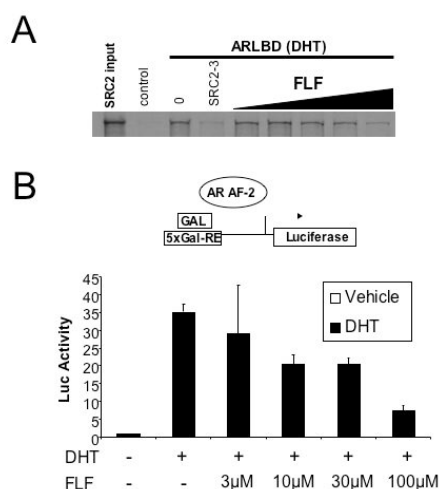 A
ARLBD (DHT)
SRC2 input
control
0
SRC2-3
FLF
B
AR AF-2
GAL
5xGal-RE
Luciferase
Luc Activity
45
40
35
30
25
20
15
10
5
0
Vehicle
DHT
DHT - + + + + +
FLF - - 3µM 10µM 30µM 100µM